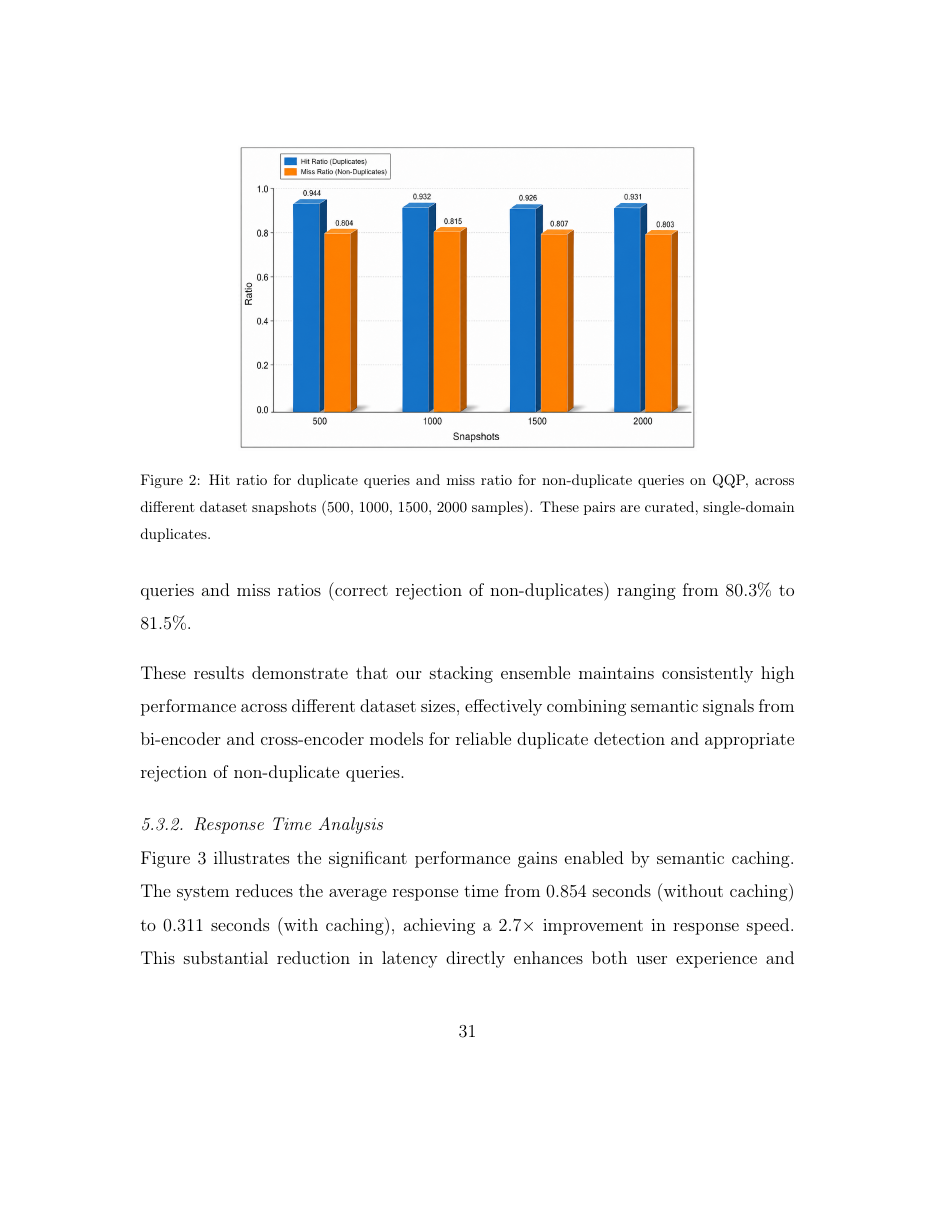 Hit Ratio (Duplicates)
Miss Ratio (Non-Duplicates)
1.0
0.8
0.6
0.4
0.2
0.0
Ratio
0.944
0.804
0.932
0.815
0.926
0.807
0.931
0.803
500
1000
1500
2000
Snapshots
Figure 2: Hit ratio for duplicate queries and miss ratio for non-duplicate queries on QQP, across
different dataset snapshots (500, 1000, 1500, 2000 samples). These pairs are curated, single-domain
duplicates.
queries and miss ratios (correct rejection of non-duplicates) ranging from 80.3% to
81.5%.
These results demonstrate that our stacking ensemble maintains consistently high
performance across different dataset sizes, effectively combining semantic signals from
bi-encoder and cross-encoder models for reliable duplicate detection and appropriate
rejection of non-duplicate queries.
5.3.2. Response Time Analysis
Figure 3 illustrates the significant performance gains enabled by semantic caching.
The system reduces the average response time from 0.854 seconds (without caching)
to 0.311 seconds (with caching), achieving a 2.7× improvement in response speed.
This substantial reduction in latency directly enhances both user experience and
31